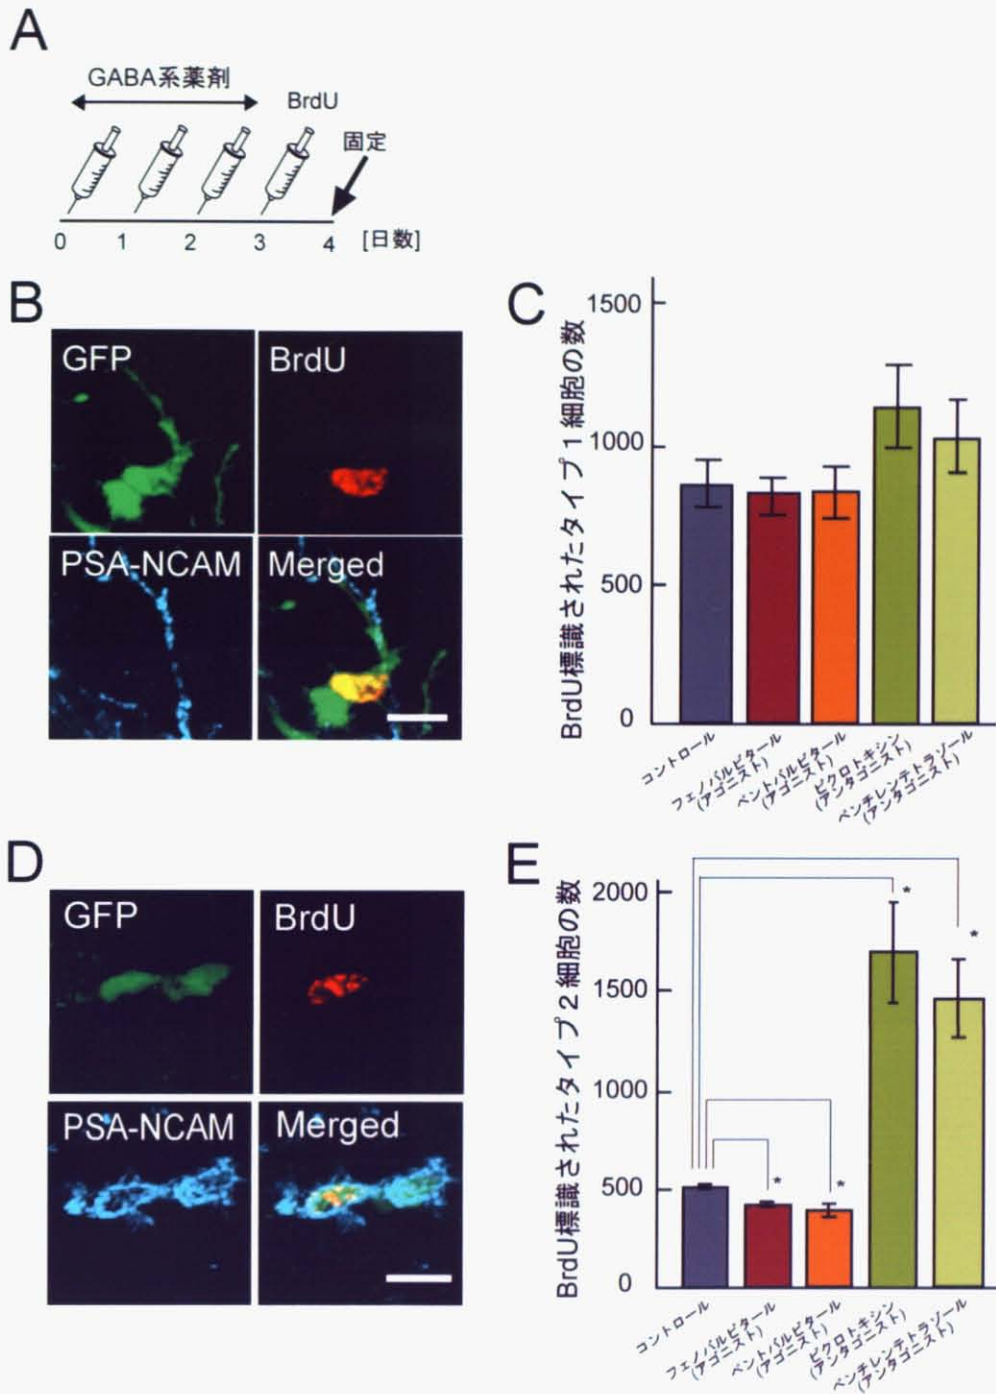 A
GABA系薬剤
BrdU
固定
0 1 2 3 4 [日数]
B
GFP
BrdU
PSA-NCAM
Merged
C
BrdU標識されたタイプ1細胞の数
1500
1000
500
0
コントロール
フェノバルビタール
(アゴニスト)
ペントバルビタール
(アゴニスト)
ピクロトキシン
(アンタゴニスト)
ペンチレンテトラゾール
(アンタゴニスト)
D
GFP
BrdU
PSA-NCAM
Merged
E
BrdU標識されたタイプ2細胞の数
2000
1500
1000
500
0
*
*
*
*
コントロール
フェノバルビタール
(アゴニスト)
ペントバルビタール
(アゴニスト)
ピクロトキシン
(アンタゴニスト)
ペンチレンテトラゾール
(アンタゴニスト)